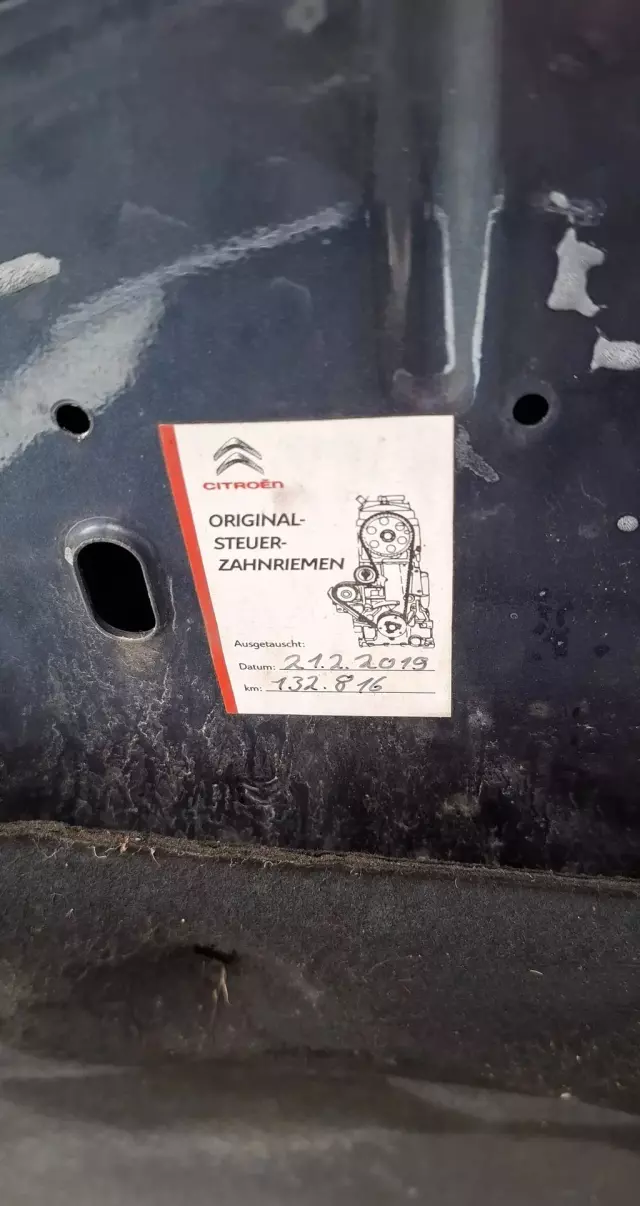 CITROËN
ORIGINAL-
STEUER-
ZAHNRIEMEN
Ausgetauscht:
Datum: 21.2.2019
km: 132.816